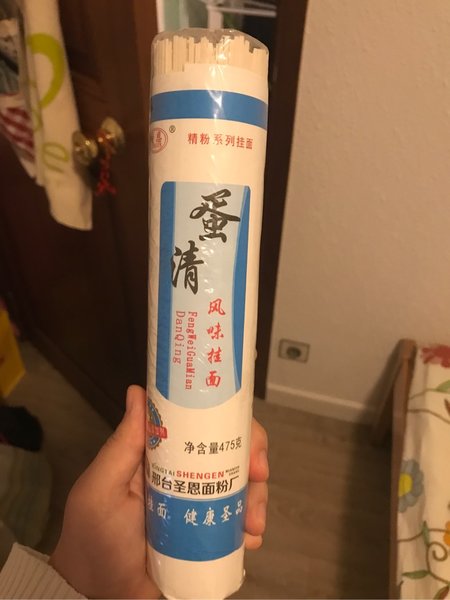 ®
精粉系列挂面
蛋清
风味挂面
FengWeiGuaMian
DanQing
净含量475克
SHENGEN
邢台圣恩面粉厂
挂面 健康圣品